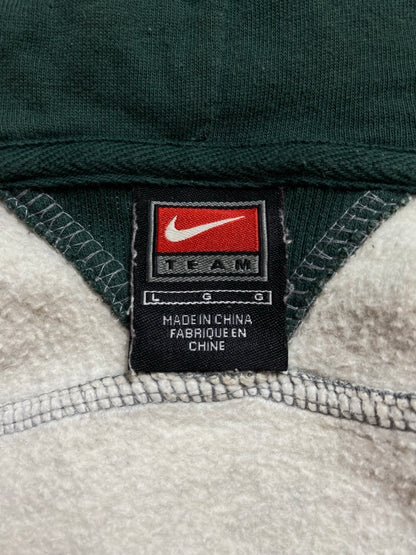 TEAM
L G G
MADE IN CHINA
FABRIQUE EN
CHINE